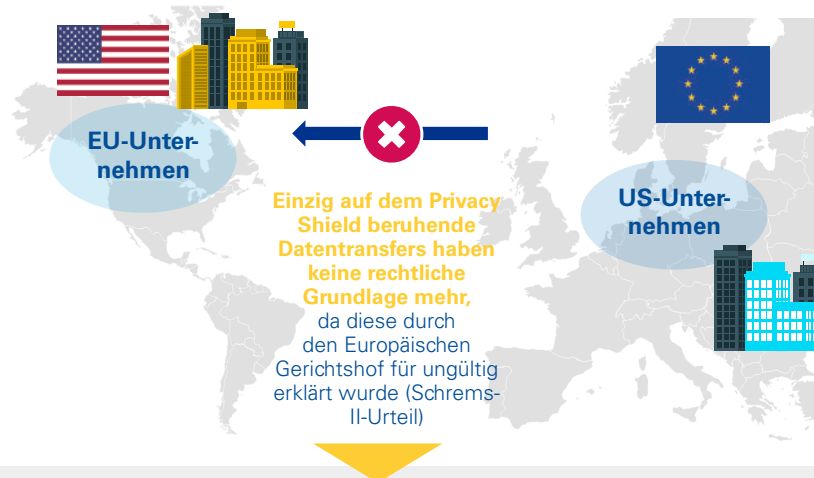 EU-Unter-
nehmen
US-Unter-
nehmen
Einzig auf dem Privacy
Shield beruhende
Datentransfers haben
keine rechtliche
Grundlage mehr,
da diese durch
den Europäischen
Gerichtshof für ungültig
erklärt wurde (Schrems-
II-Urteil)